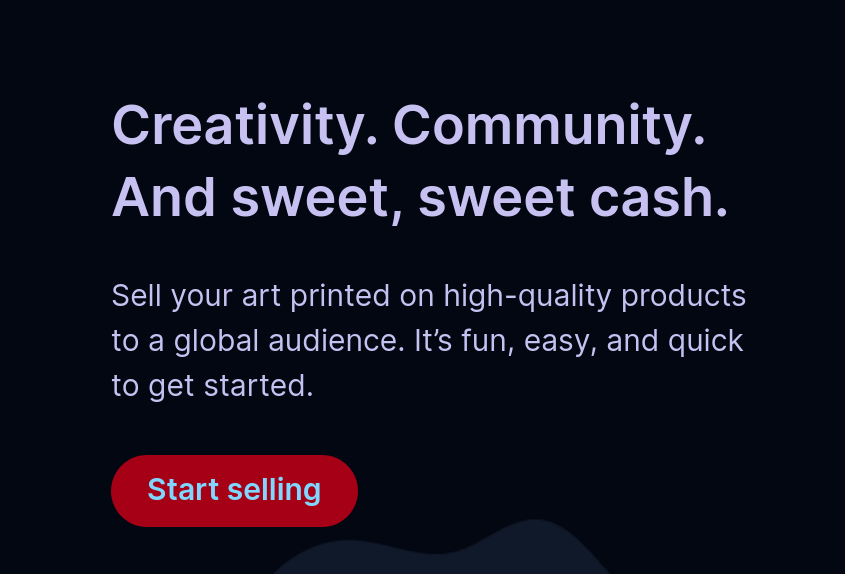 Creativity. Community.
And sweet, sweet cash.
Sell your art printed on high-quality products
to a global audience. It’s fun, easy, and quick
to get started.
Start selling